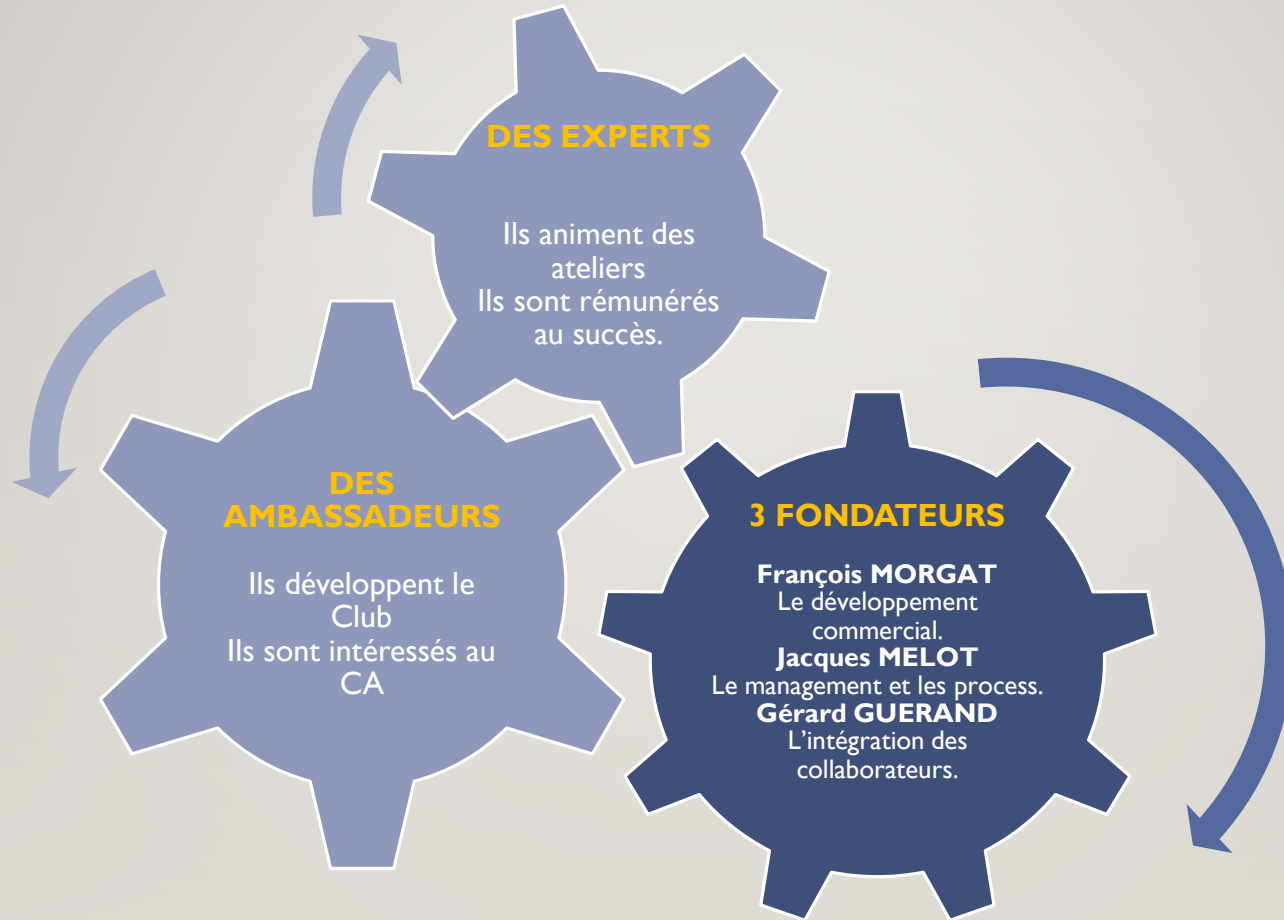 DES EXPERTS
Ils animent des
ateliers
Ils sont rémunérés
au succès.
DES
AMBASSADEURS
Ils développent le
Club
Ils sont intéressés au
CA
3 FONDATEURS
François MORGAT
Le développement
commercial.
Jacques MELOT
Le management et les process.
Gérard GUERAND
L’intégration des
collaborateurs.